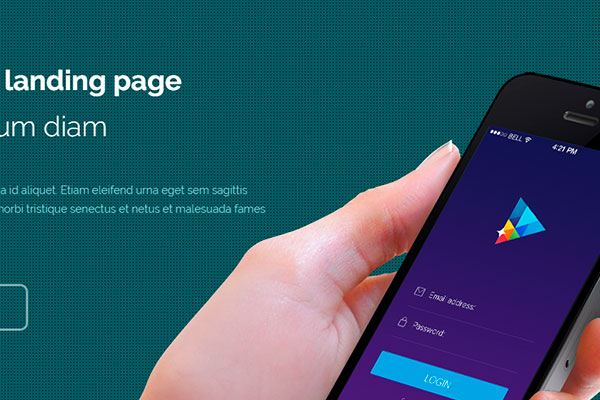 landing page
um diam
a id aliquet. Etiam eleifend urna eget sem sagittis
morbi tristique senectus et netus et malesuada fames
BELL
4:21 PM
Email address:
Password:
LOGIN